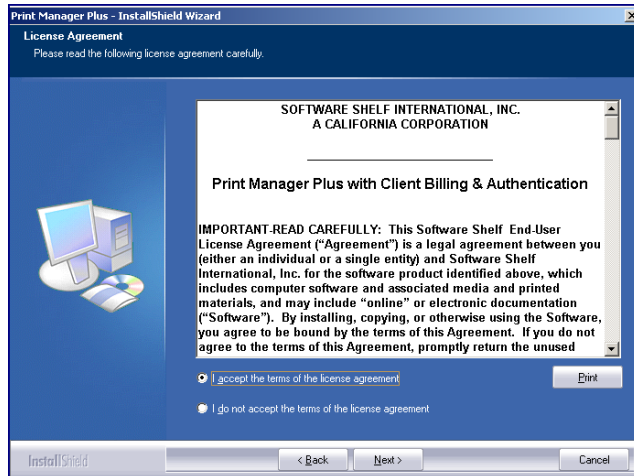 Print Manager Plus - InstallShield Wizard
License Agreement
Please read the following license agreement carefully.
SOFTWARE SHELF INTERNATIONAL, INC.
A CALIFORNIA CORPORATION
Print Manager Plus with Client Billing & Authentication
IMPORTANT-READ CAREFULLY: This Software Shelf End-User
License Agreement (“Agreement”) is a legal agreement between you
(either an individual or a single entity) and Software Shelf
International, Inc. for the software product identified above, which
includes computer software and associated media and printed
materials, and may include “online” or electronic documentation
(“Software”). By installing, copying, or otherwise using the Software,
you agree to be bound by the terms of this Agreement. If you do not
agree to the terms of this Agreement, promptly return the unused
I accept the terms of the license agreement
Print
I do not accept the terms of the license agreement
InstallShield
< Back
Next >
Cancel